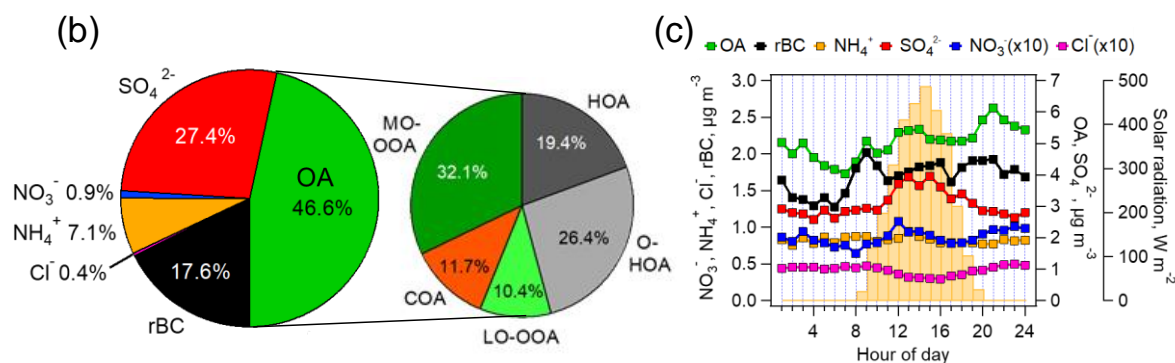 (b)
SO₄ ²⁻
27.4%
NO₃⁻ 0.9%
NH₄⁺ 7.1%
Cl⁻ 0.4%
17.6%
rBC
OA
46.6%
MO-
OOA
32.1%
HOA
19.4%
O-
HOA
26.4%
11.7%
COA
10.4%
LO-OOA
(c)
OA rBC NH₄⁺ SO₄²⁻ NO₃⁻(x10) Cl⁻(x10)
NO₃⁻, NH₄⁺, Cl⁻, rBC, µg m⁻³
3.0
2.5
2.0
1.5
1.0
0.5
0.0
7
6
5
4
3
2
1
0
OA, SO₄²⁻, µg m⁻³
500
400
300
200
100
0
Solar radiation, W m⁻²
4 8 12 16 20 24
Hour of day